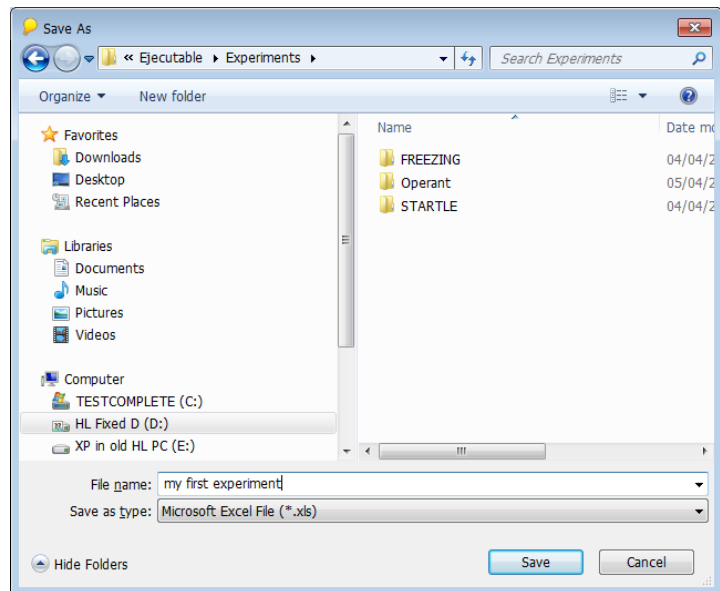 Save As
« Ejecutable Experiments
Search Experiments
Organize New folder
Favorites
Downloads
Desktop
Recent Places
Libraries
Documents
Music
Pictures
Videos
Computer
TESTCOMPLETE (C:)
HL Fixed D (D:)
XP in old HL PC (E:)
Name Date mo
FREEZING 04/04/2
Operant 05/04/2
STARTLE 04/04/2
File name: my first experiment
Save as type: Microsoft Excel File (*.xls)
Hide Folders Save Cancel